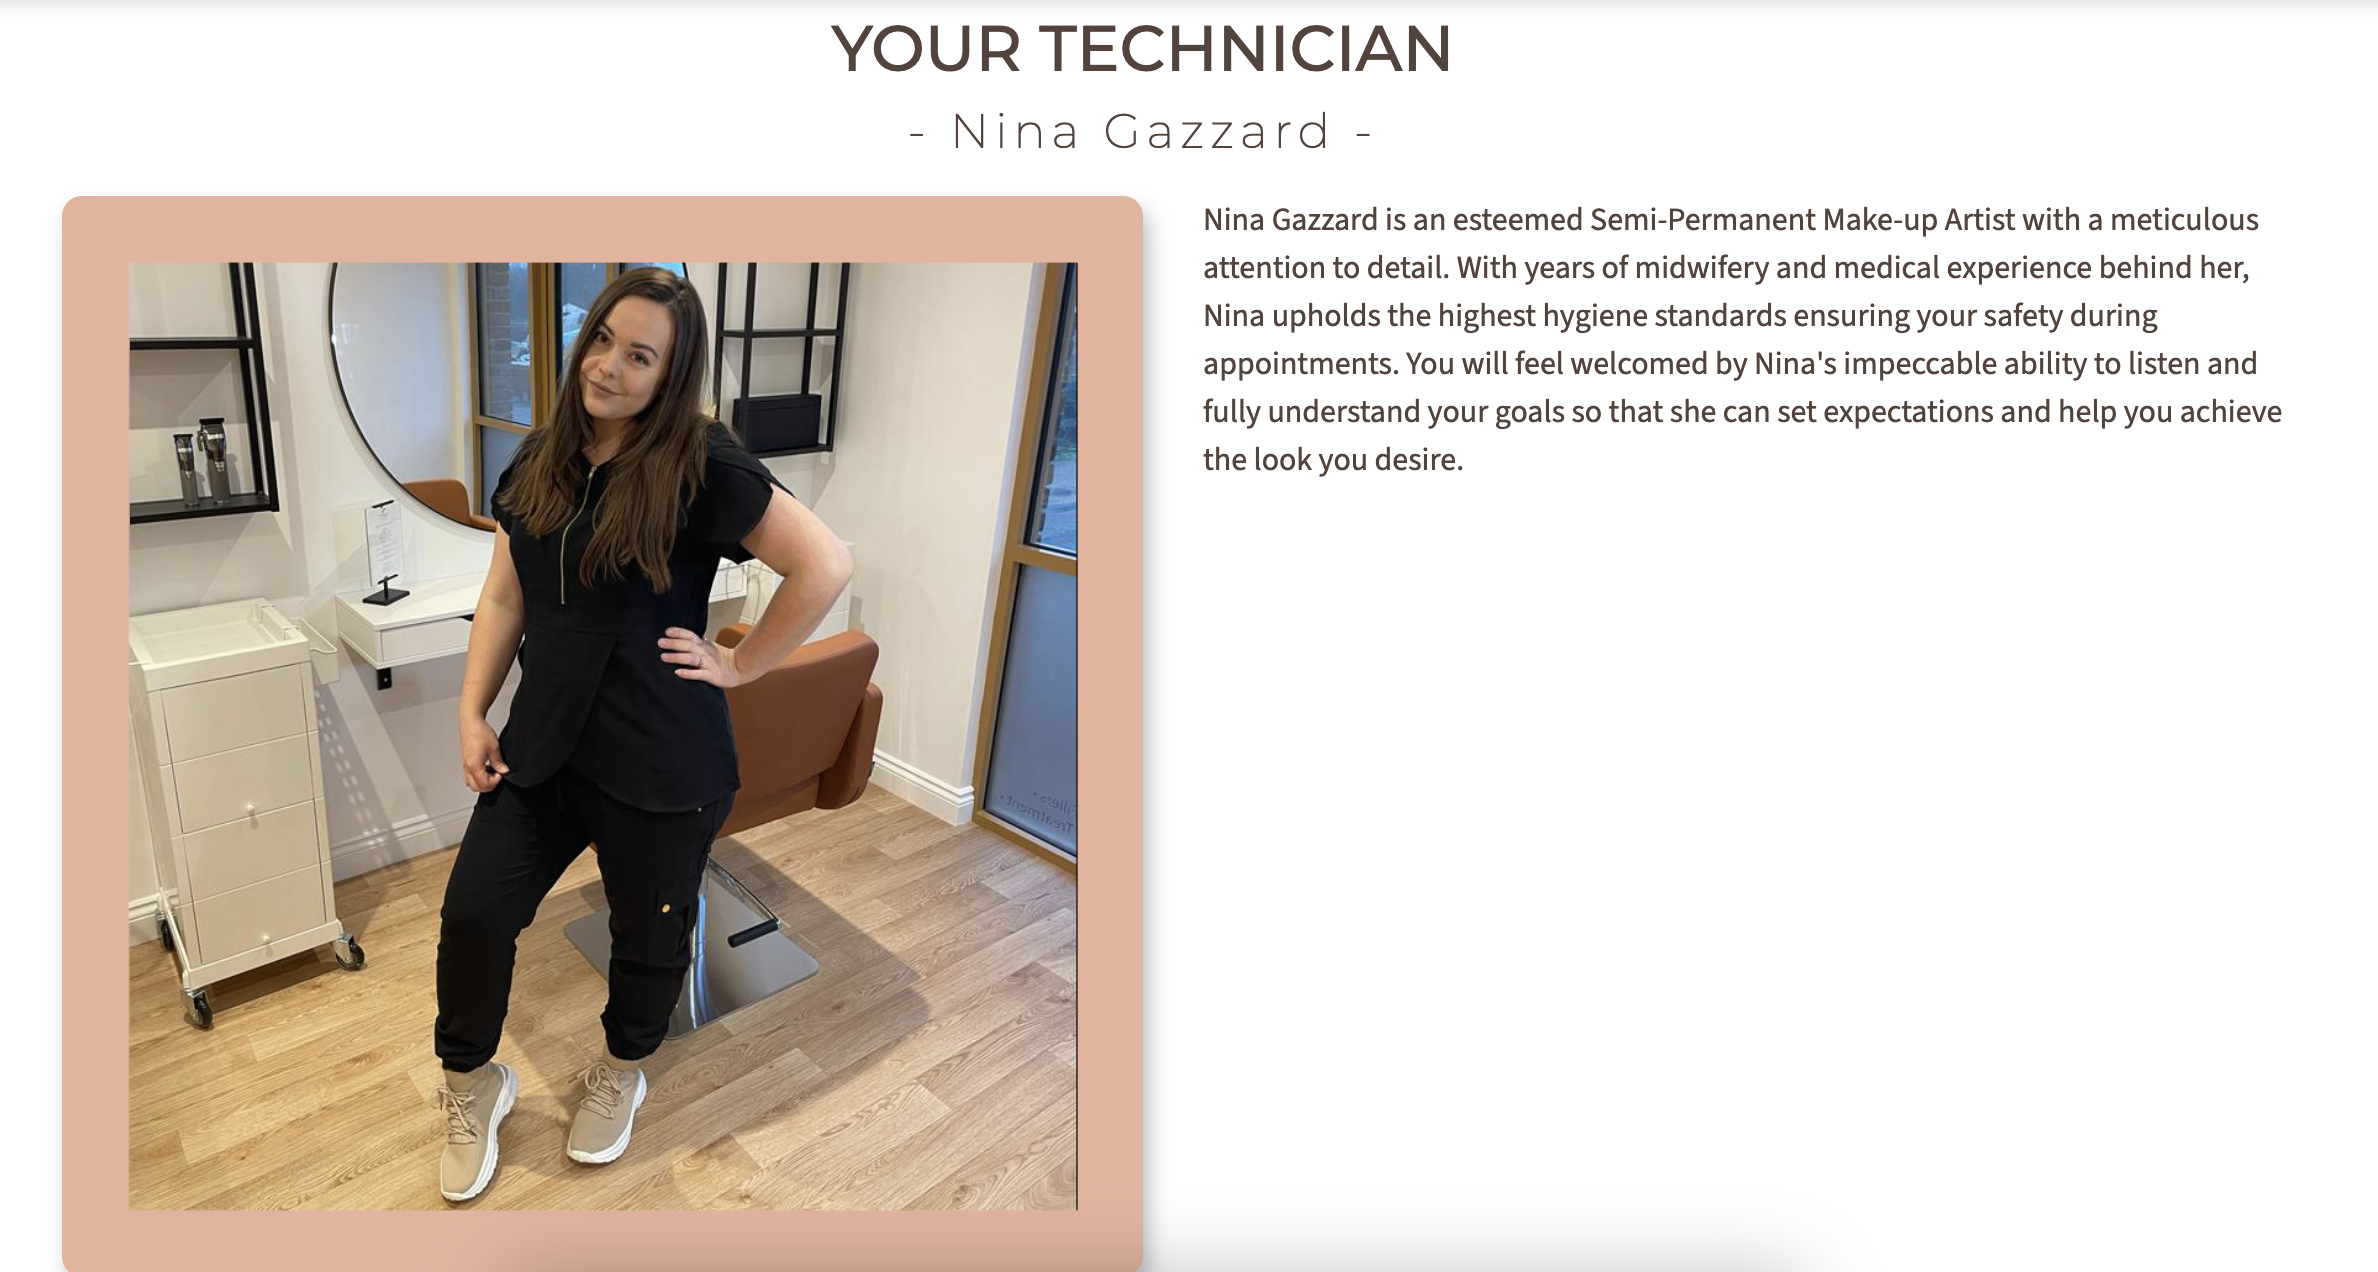 YOUR TECHNICIAN
- Nina Gazzard -
Nina Gazzard is an esteemed Semi-Permanent Make-up Artist with a meticulous
attention to detail. With years of midwifery and medical experience behind her,
Nina upholds the highest hygiene standards ensuring your safety during
appointments. You will feel welcomed by Nina's impeccable ability to listen and
fully understand your goals so that she can set expectations and help you achieve
the look you desire.